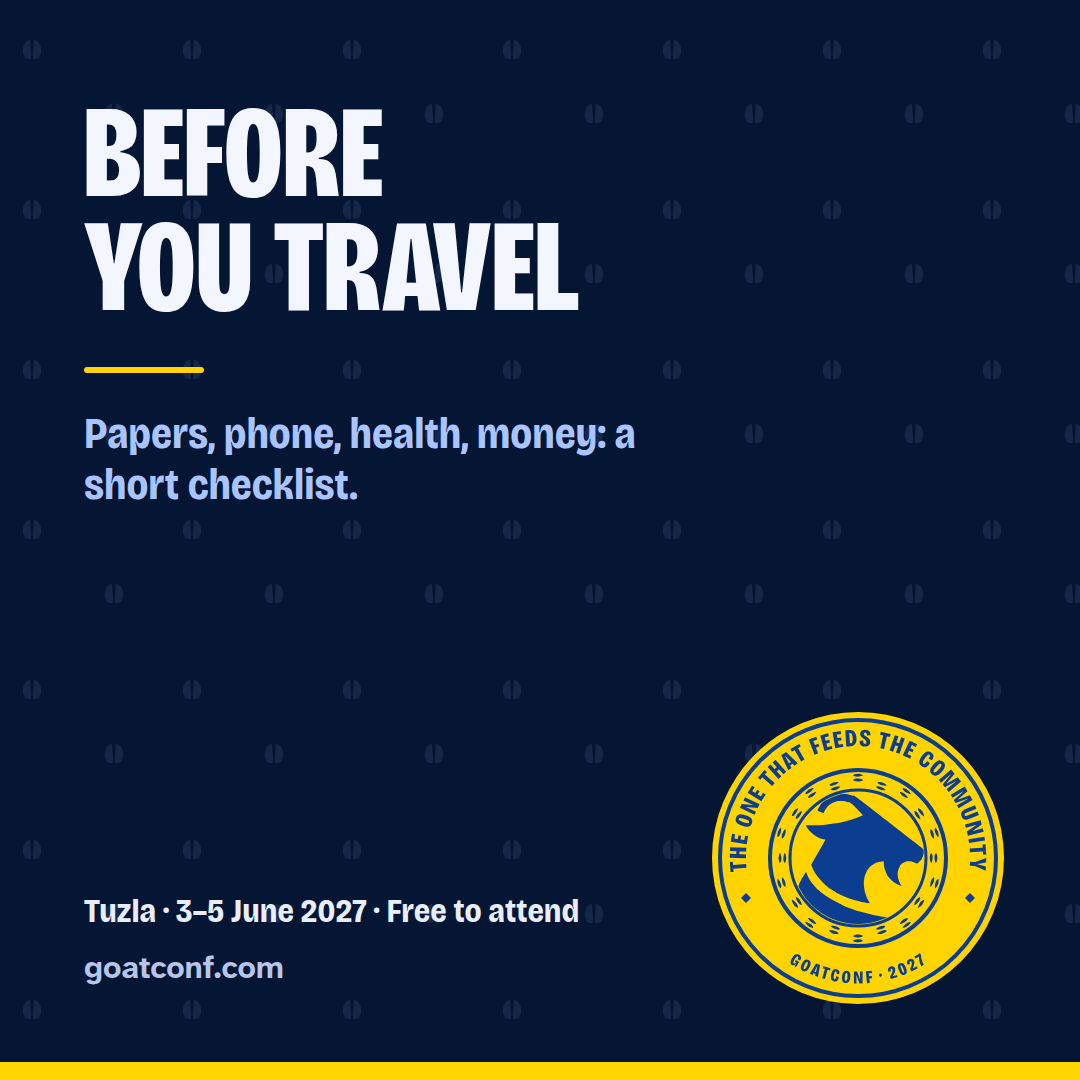 BEFORE
YOU TRAVEL
Papers, phone, health, money: a
short checklist.
THE ONE THAT FEEDS THE COMMUNITY
GOATCONF · 2027
Tuzla · 3–5 June 2027 · Free to attend
goatconf.com